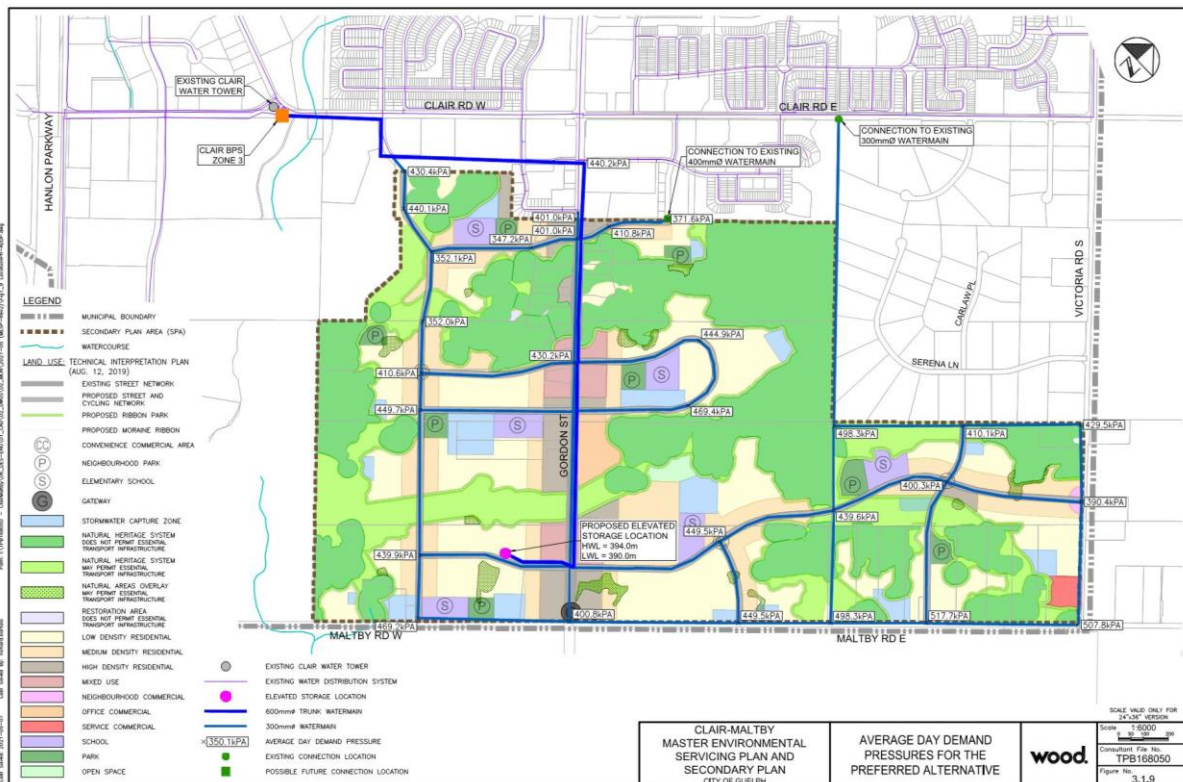 EXISTING CLAIR
WATER TOWER
CLAIR RD W
CLAIR RD E
HANLON PARKWAY
CLAIR BPS
ZONE 3
CONNECTION TO EXISTING
300mmØ WATERMAIN
CONNECTION TO EXISTING
400mmØ WATERMAIN
440.2kPA
430.4kPA
440.1kPA
401.0kPA
371.6kPA
S
P
401.0kPA
410.8kPA
347.2kPA
352.1kPA
P
VICTORIA RD S
CARLAW PL
SERENA LN
352.0kPA
P
444.9kPA
430.2kPA
410.6kPA
P
S
449.7kPA
469.4kPA
P
S
GORDON ST
498.3kPA
410.1kPA
429.5kPA
S
P
400.3kPA
390.4kPA
439.6kPA
PROPOSED ELEVATED
STORAGE LOCATION
HWL = 394.0m
LWL = 390.0m
S
449.5kPA
439.9kPA
P
S
P
G
400.8kPA
449.5kPA
498.3kPA
517.7kPA
507.8kPA
469.2kPA
MALTBY RD W
MALTBY RD E
LEGEND
MUNICIPAL BOUNDARY
SECONDARY PLAN AREA (SPA)
WATERCOURSE
LAND USE: TECHNICAL INTERPRETATION PLAN
(AUG. 12, 2019)
EXISTING STREET NETWORK
PROPOSED STREET AND
CYCLING NETWORK
PROPOSED RIBBON PARK
PROPOSED MORAINE RIBBON
CC CONVENIENCE COMMERCIAL AREA
P NEIGHBOURHOOD PARK
S ELEMENTARY SCHOOL
G GATEWAY
STORMWATER CAPTURE ZONE
NATURAL HERITAGE SYSTEM
DOES NOT PERMIT ESSENTIAL
TRANSPORT INFRASTRUCTURE
NATURAL HERITAGE SYSTEM
MAY PERMIT ESSENTIAL
TRANSPORT INFRASTRUCTURE
NATURAL AREAS OVERLAY
MAY PERMIT ESSENTIAL
TRANSPORT INFRASTRUCTURE
RESTORATION AREA
DOES NOT PERMIT ESSENTIAL
TRANSPORT INFRASTRUCTURE
LOW DENSITY RESIDENTIAL
MEDIUM DENSITY RESIDENTIAL
HIGH DENSITY RESIDENTIAL
MIXED USE
NEIGHBOURHOOD COMMERCIAL
OFFICE COMMERCIAL
SERVICE COMMERCIAL
SCHOOL
PARK
OPEN SPACE
EXISTING CLAIR WATER TOWER
EXISTING WATER DISTRIBUTION SYSTEM
ELEVATED STORAGE LOCATION
600mmø TRUNK WATERMAIN
300mmø WATERMAIN
×350.1kPA AVERAGE DAY DEMAND PRESSURE
EXISTING CONNECTION LOCATION
POSSIBLE FUTURE CONNECTION LOCATION
CLAIR-MALTBY
MASTER ENVIRONMENTAL
SERVICING PLAN AND
SECONDARY PLAN
CITY OF GUELPH
AVERAGE DAY DEMAND
PRESSURES FOR THE
PREFERRED ALTERNATIVE
wood.
SCALE VALID ONLY FOR
24"x36" VERSION
Scale 1:6000
Consultant File No.
TPB168050
Figure No.
3.1.9